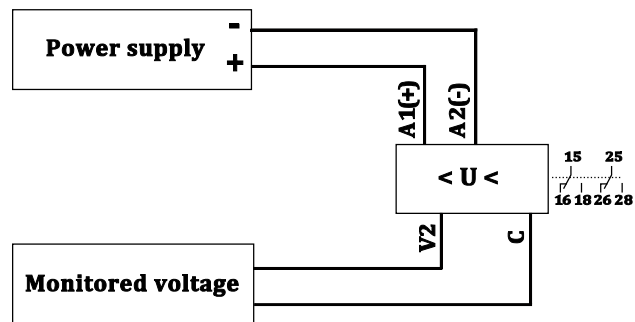 -
Power supply
+
A1(+)
A2(-)
< U <
15 25
16 18 26 28
V2
C
Monitored voltage